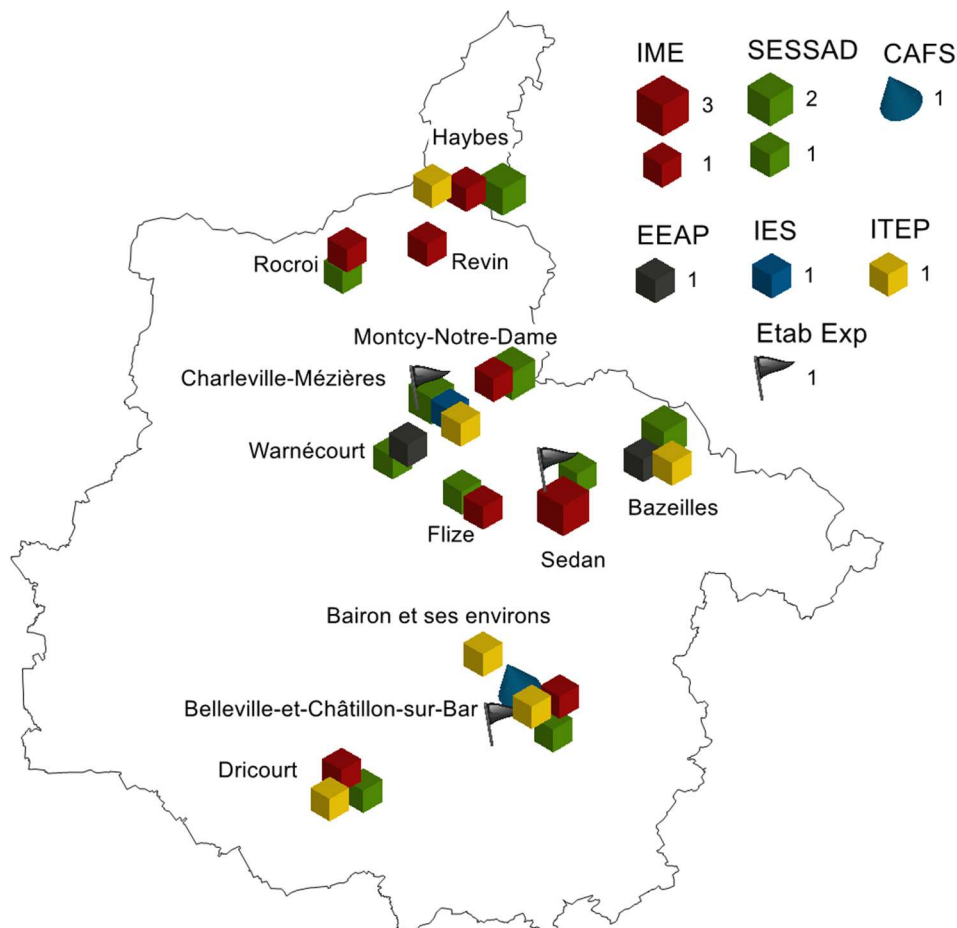 IME SESSAD CAFS
3 2 1
1 1
EEAP IES ITEP
1 1 1
Etab Exp
1
Haybes
Rocroi
Revin
Montcy-Notre-Dame
Charleville-Mézières
Warnécourt
Bazeilles
Flize
Sedan
Bairon et ses environs
Belleville-et-Châtillon-sur-Bar
Dricourt